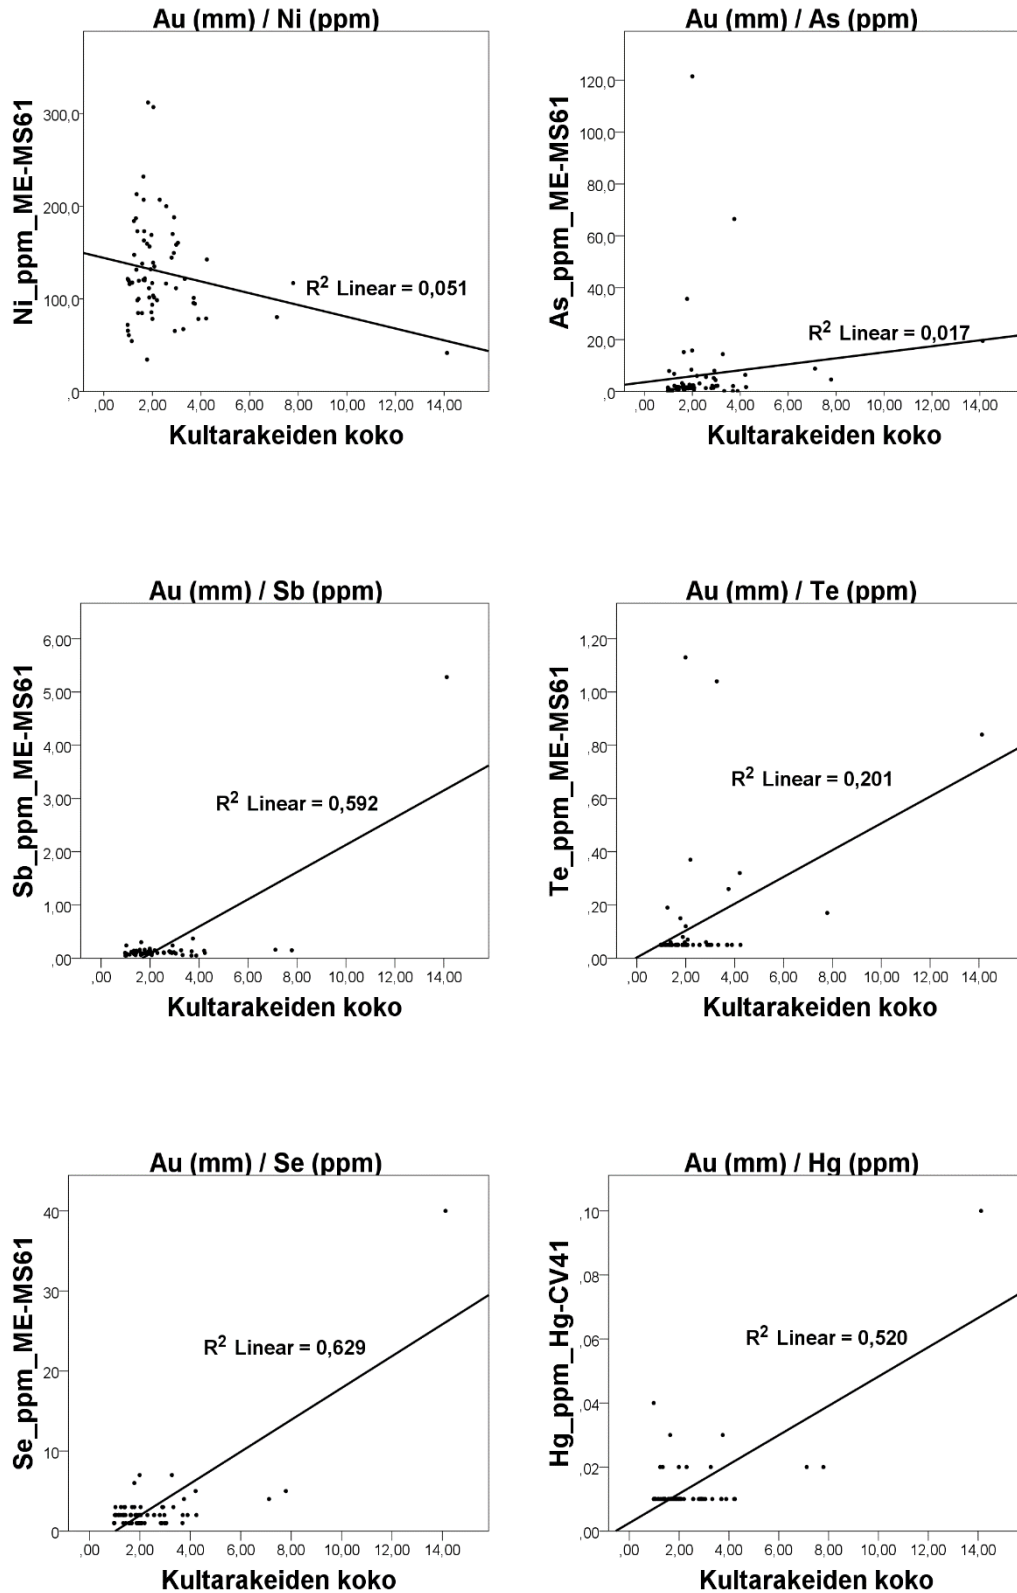 Au (mm) / Ni (ppm)
Ni_ppm_ME-MS61
300,0
200,0
100,0
,0
,00 2,00 4,00 6,00 8,00 10,00 12,00 14,00
R² Linear = 0,051
Kultarakeiden koko
Au (mm) / As (ppm)
As_ppm_ME-MS61
120,0
100,0
80,0
60,0
40,0
20,0
,0
,00 2,00 4,00 6,00 8,00 10,00 12,00 14,00
R² Linear = 0,017
Kultarakeiden koko
Au (mm) / Sb (ppm)
Sb_ppm_ME-MS61
6,00
5,00
4,00
3,00
2,00
1,00
,00
,00 2,00 4,00 6,00 8,00 10,00 12,00 14,00
R² Linear = 0,592
Kultarakeiden koko
Au (mm) / Te (ppm)
Te_ppm_ME-MS61
1,20
1,00
,80
,60
,40
,20
,00
,00 2,00 4,00 6,00 8,00 10,00 12,00 14,00
R² Linear = 0,201
Kultarakeiden koko
Au (mm) / Se (ppm)
Se_ppm_ME-MS61
40
30
20
10
0
,00 2,00 4,00 6,00 8,00 10,00 12,00 14,00
R² Linear = 0,629
Kultarakeiden koko
Au (mm) / Hg (ppm)
Hg_ppm_Hg-CV41
,10
,08
,06
,04
,02
,00
,00 2,00 4,00 6,00 8,00 10,00 12,00 14,00
R² Linear = 0,520
Kultarakeiden koko